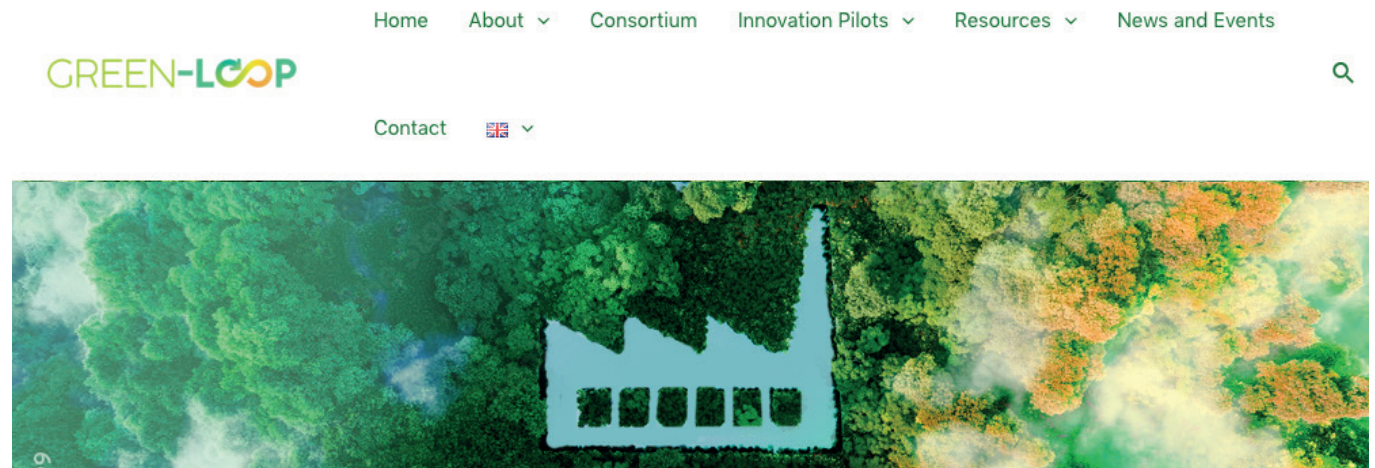 Home About Consortium Innovation Pilots Resources News and Events
GREEN-LOOP
Contact